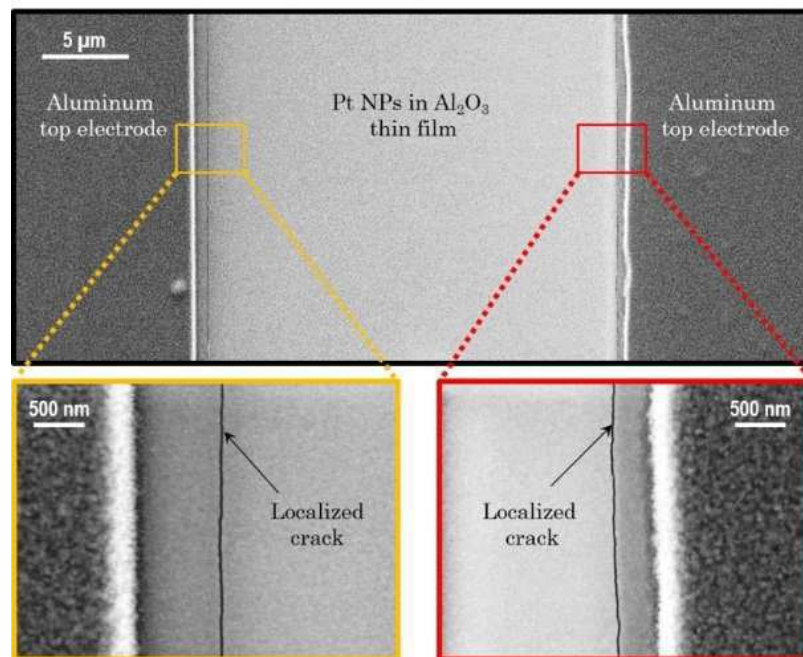 5 µm
Aluminum
top electrode
Pt NPs in Al₂O₃
thin film
Aluminum
top electrode
500 nm
Localized
crack
500 nm
Localized
crack